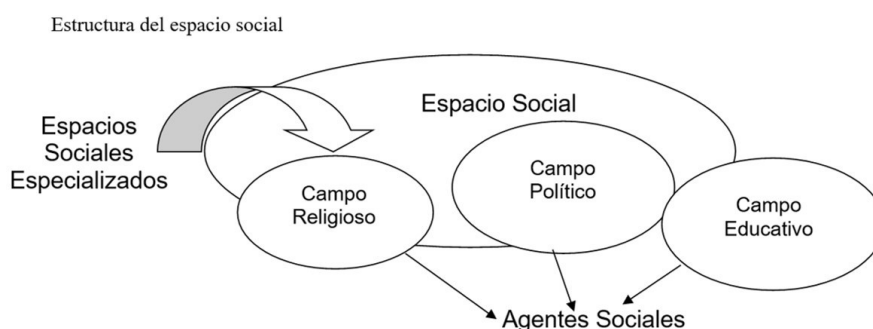 Estructura del espacio social
Espacio Social
Espacios
Sociales
Especializados
Campo
Religioso
Campo
Político
Campo
Educativo
Agentes Sociales